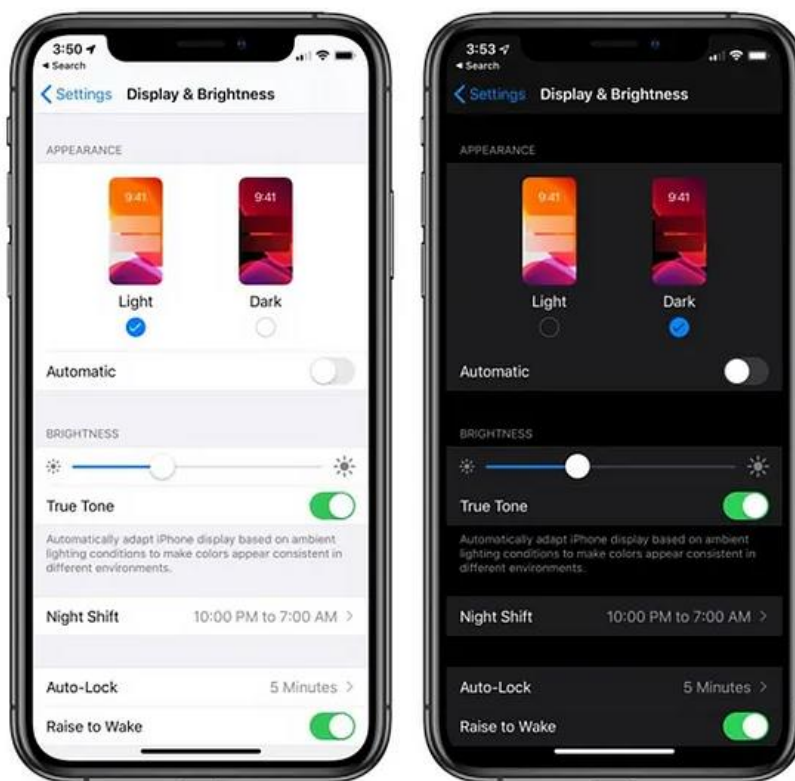 3:50
Search
Settings
Display & Brightness
APPEARANCE
9:41
9:41
Light
Dark
Automatic
BRIGHTNESS
True Tone
Automatically adapt iPhone display based on ambient
lighting conditions to make colors appear consistent in
different environments.
Night Shift
10:00 PM to 7:00 AM
Auto-Lock
5 Minutes
Raise to Wake
3:53
Search
Settings
Display & Brightness
APPEARANCE
9:41
9:41
Light
Dark
Automatic
BRIGHTNESS
True Tone
Automatically adapt iPhone display based on ambient
lighting conditions to make colors appear consistent in
different environments.
Night Shift
10:00 PM to 7:00 AM
Auto-Lock
5 Minutes
Raise to Wake